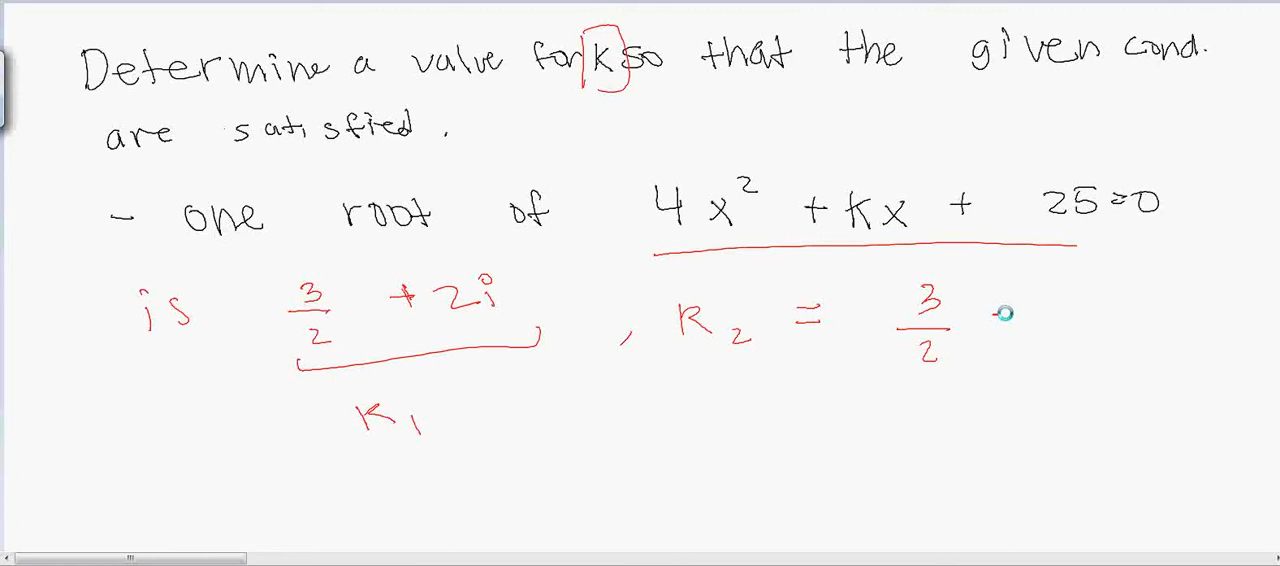 Determine a value for k so that the given cond.
are satisfied.
- one root of 4x² + kx + 25=0
is 3/2 + 2i , R₂ = 3/2 -
R₁